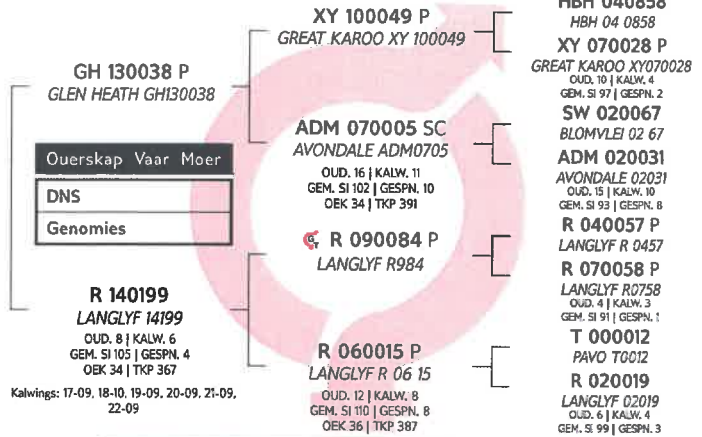 GH 130038 P
GLEN HEATH GH130038
Ouerskap Vaar Moer
DNS
Genomies
R 140199
LANGLYF 14199
OUD. 8 | KALW. 6
GEM. SI 105 | GESPN. 4
OEK 34 | TKP 367
Kalwings: 17-09, 18-10, 19-09, 20-09, 21-09,
22-09
XY 100049 P
GREAT KAROO XY 100049
ADM 070005 SC
AVONDALE ADM0705
OUD. 16 | KALW. 11
GEM. SI 102 | GESPN. 10
OEK 34 | TKP 391
R 090084 P
LANGLYF R984
R 060015 P
LANGLYF R 06 15
OUD. 12 | KALW. 8
GEM. SI 110 | GESPN. 8
OEK 36 | TKP 387
HBH 040858
HBH 04 0858
XY 070028 P
GREAT KAROO XY070028
OUD. 10 | KALW. 4
GEM. SI 97 | GESPN. 2
SW 020067
BLOMVLEI 02 67
ADM 020031
AVONDALE 02031
OUD. 15 | KALW. 10
GEM. SI 93 | GESPN. 8
R 040057 P
LANGLYF R 0457
R 070058 P
LANGLYF R0758
OUD. 4 | KALW. 3
GEM. SI 91 | GESPN. 1
T 000012
PAVO T0012
R 020019
LANGLYF 02019
OUD. 6 | KALW. 4
GEM. SI 99 | GESPN. 3